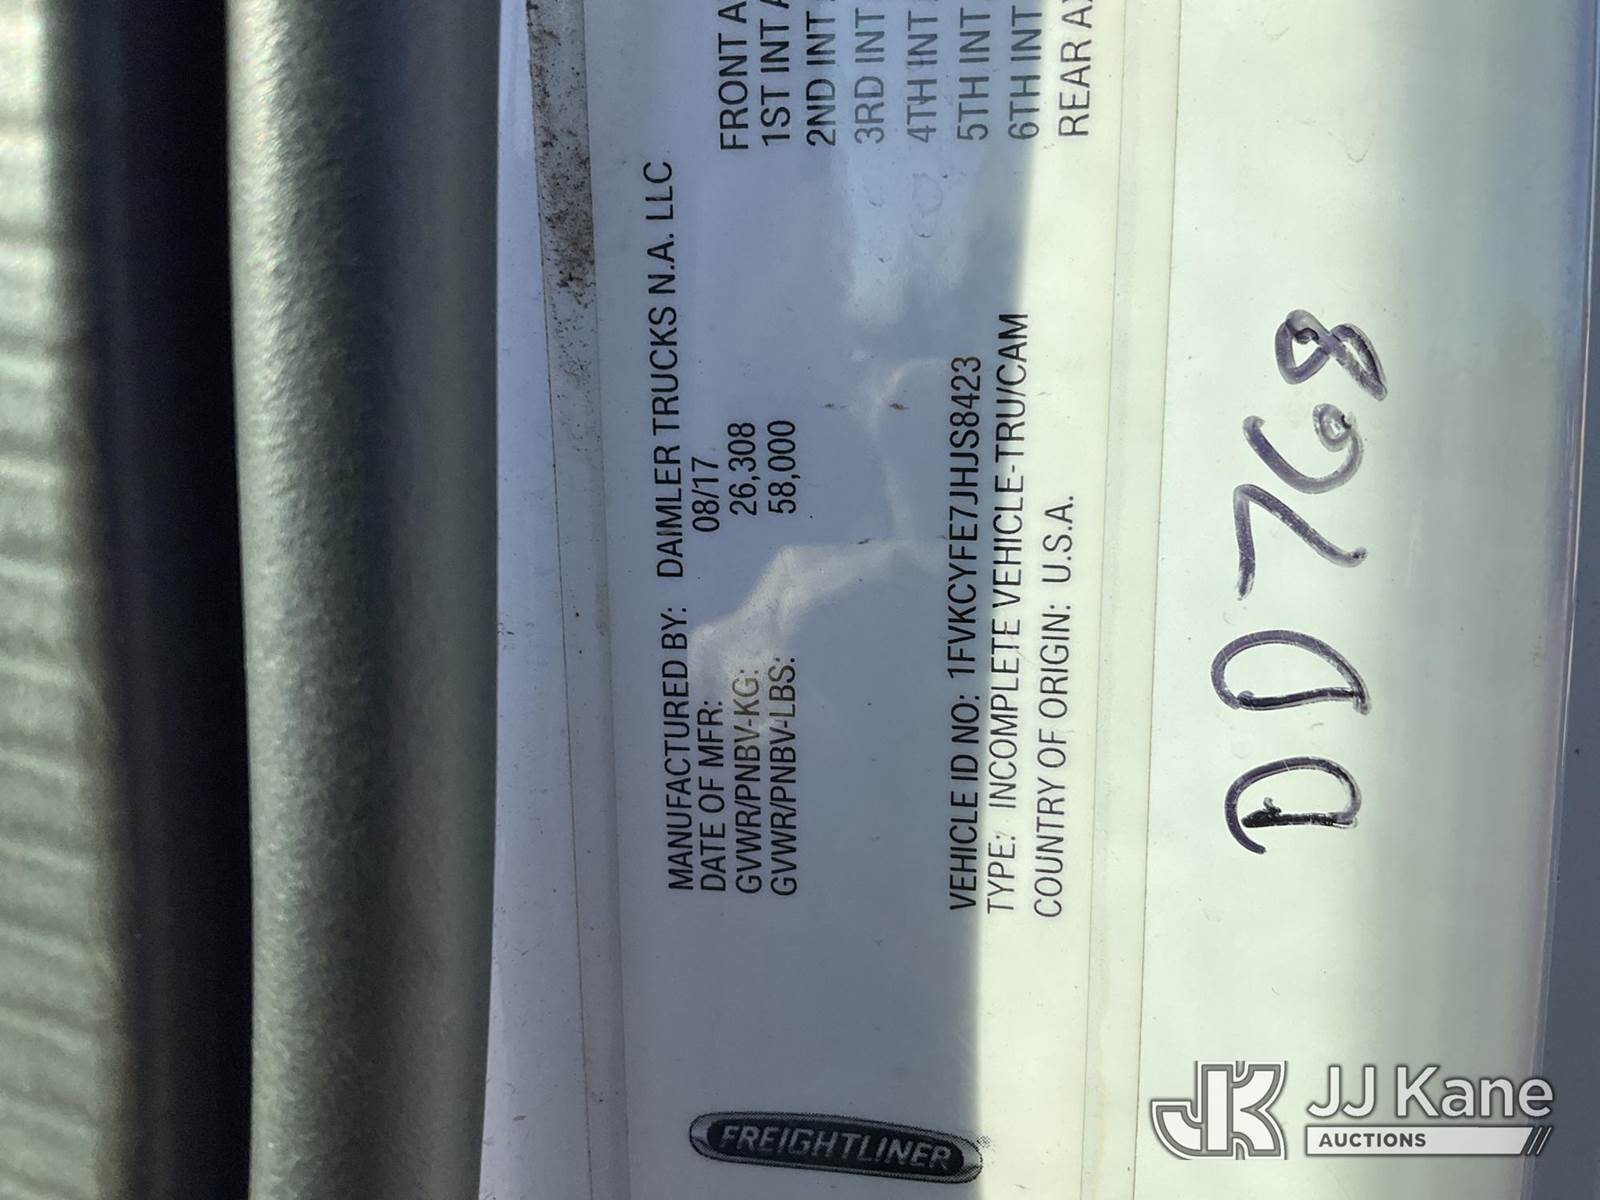 MANUFACTURED BY: DAIMLER TRUCKS N.A. LLC
DATE OF MFR: 08/17
GVWR/PNBV-KG: 26,308
GVWR/PNBV-LBS: 58,000
FRONT A
1ST INT A
2ND INT
3RD INT
4TH INT
5TH INT
6TH INT
REAR AX
VEHICLE ID NO: 1FVKCYFE7JHJS8423
TYPE: INCOMPLETE VEHICLE-TRU/CAM
COUNTRY OF ORIGIN: U.S.A.
FREIGHTLINER
DD768
JJ Kane
AUCTIONS